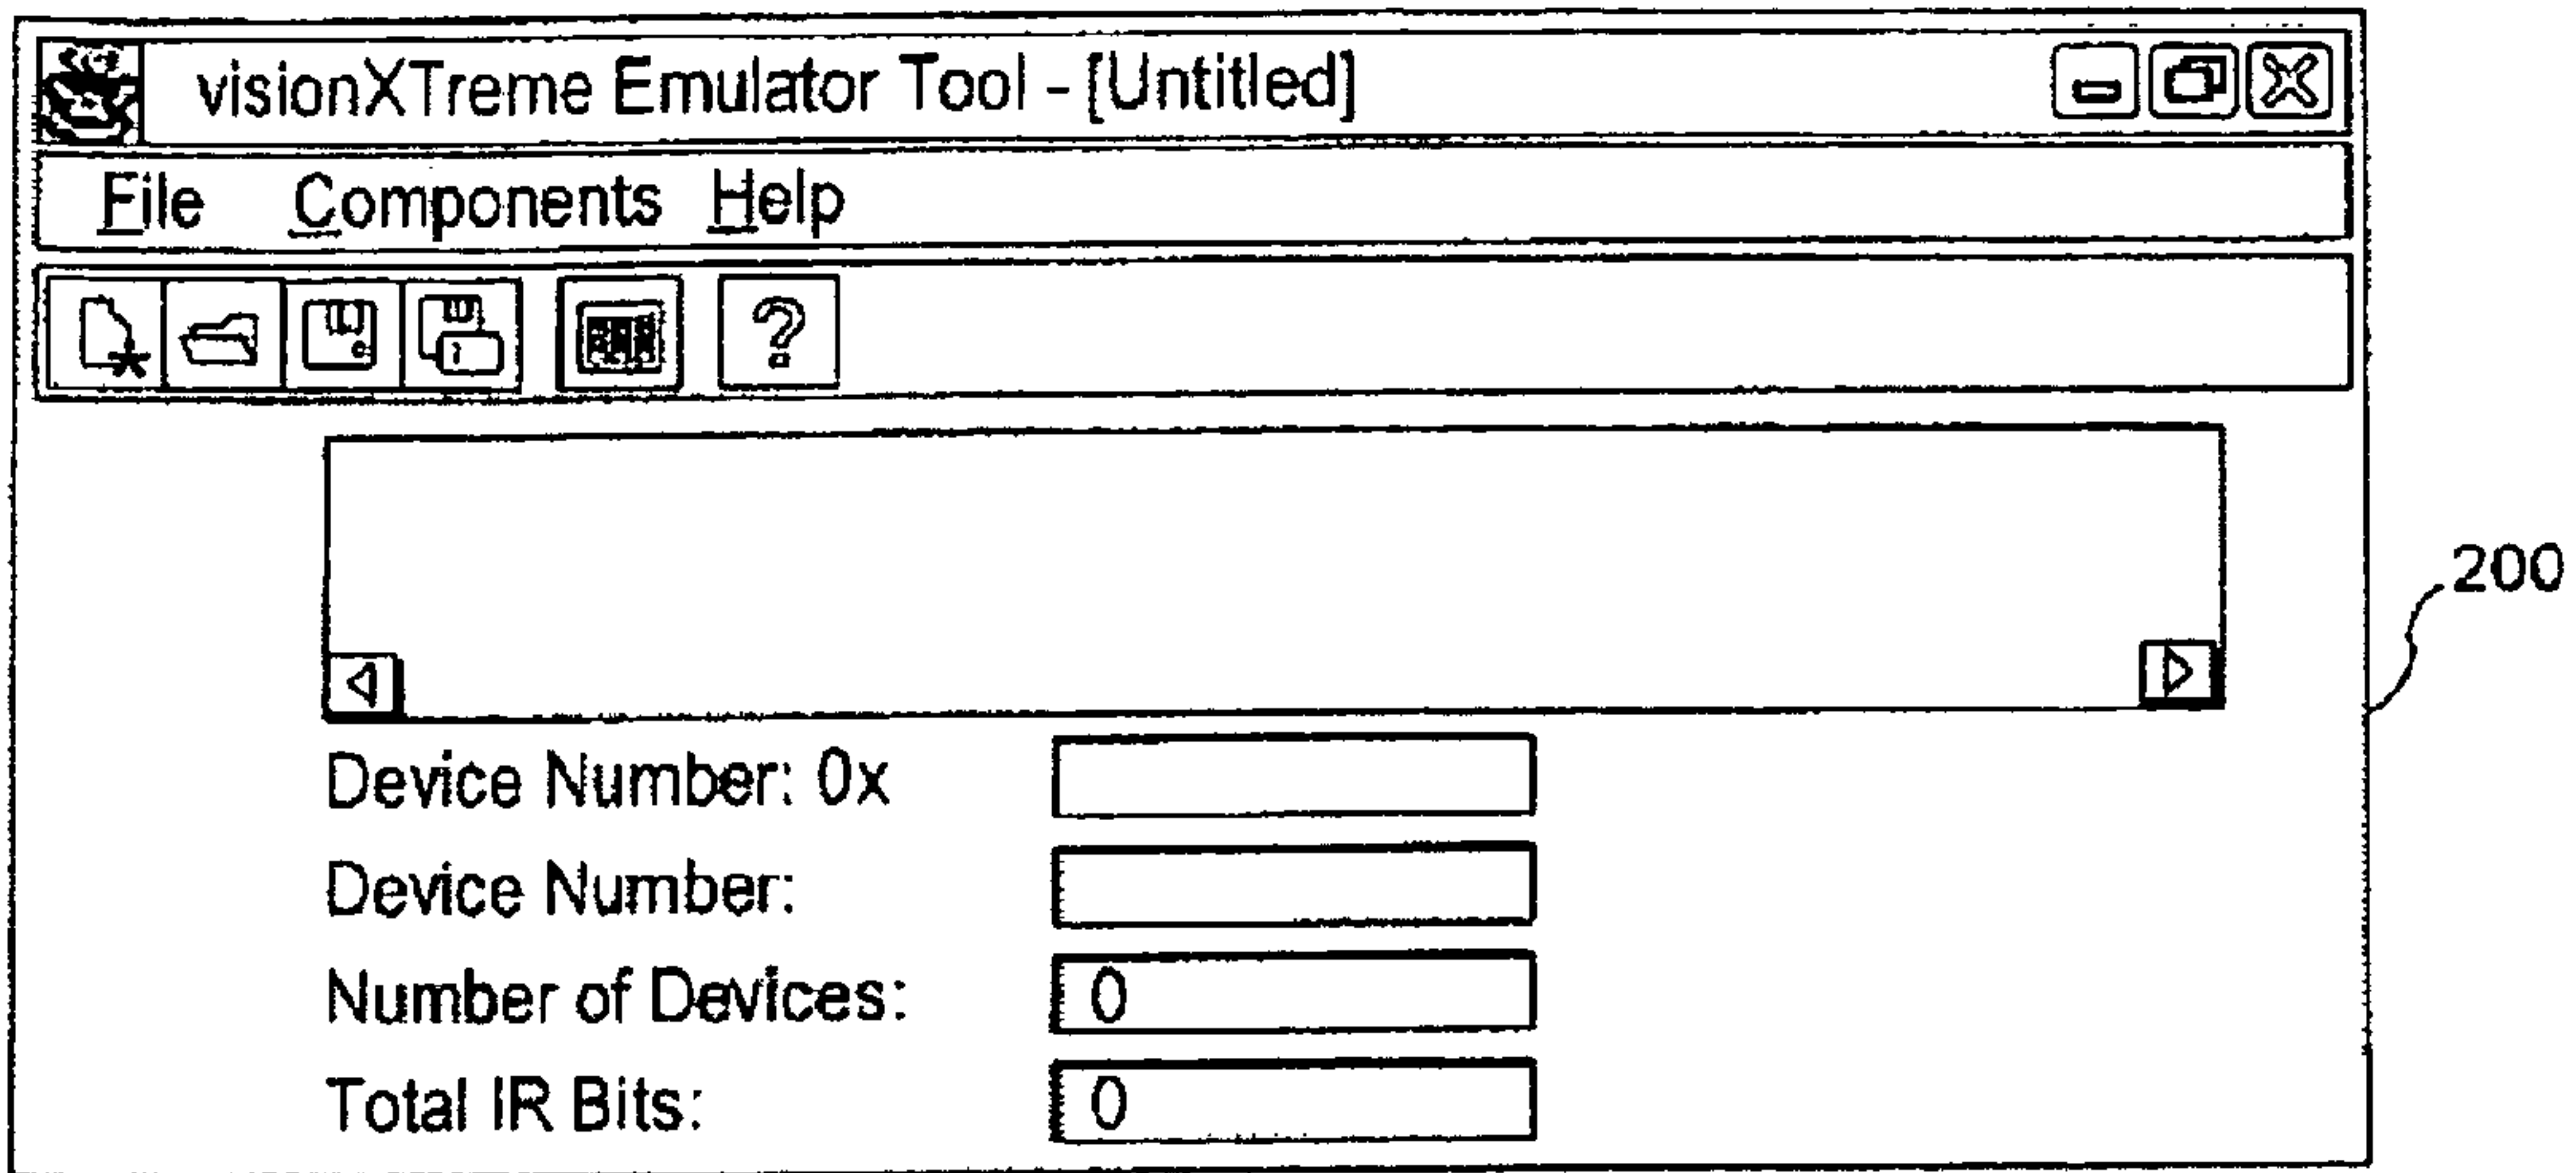 visionXTreme Emulator Tool - [Untitled]
File Components Help
?
200
Device Number: 0x
Device Number:
Number of Devices: 0
Total IR Bits: 0